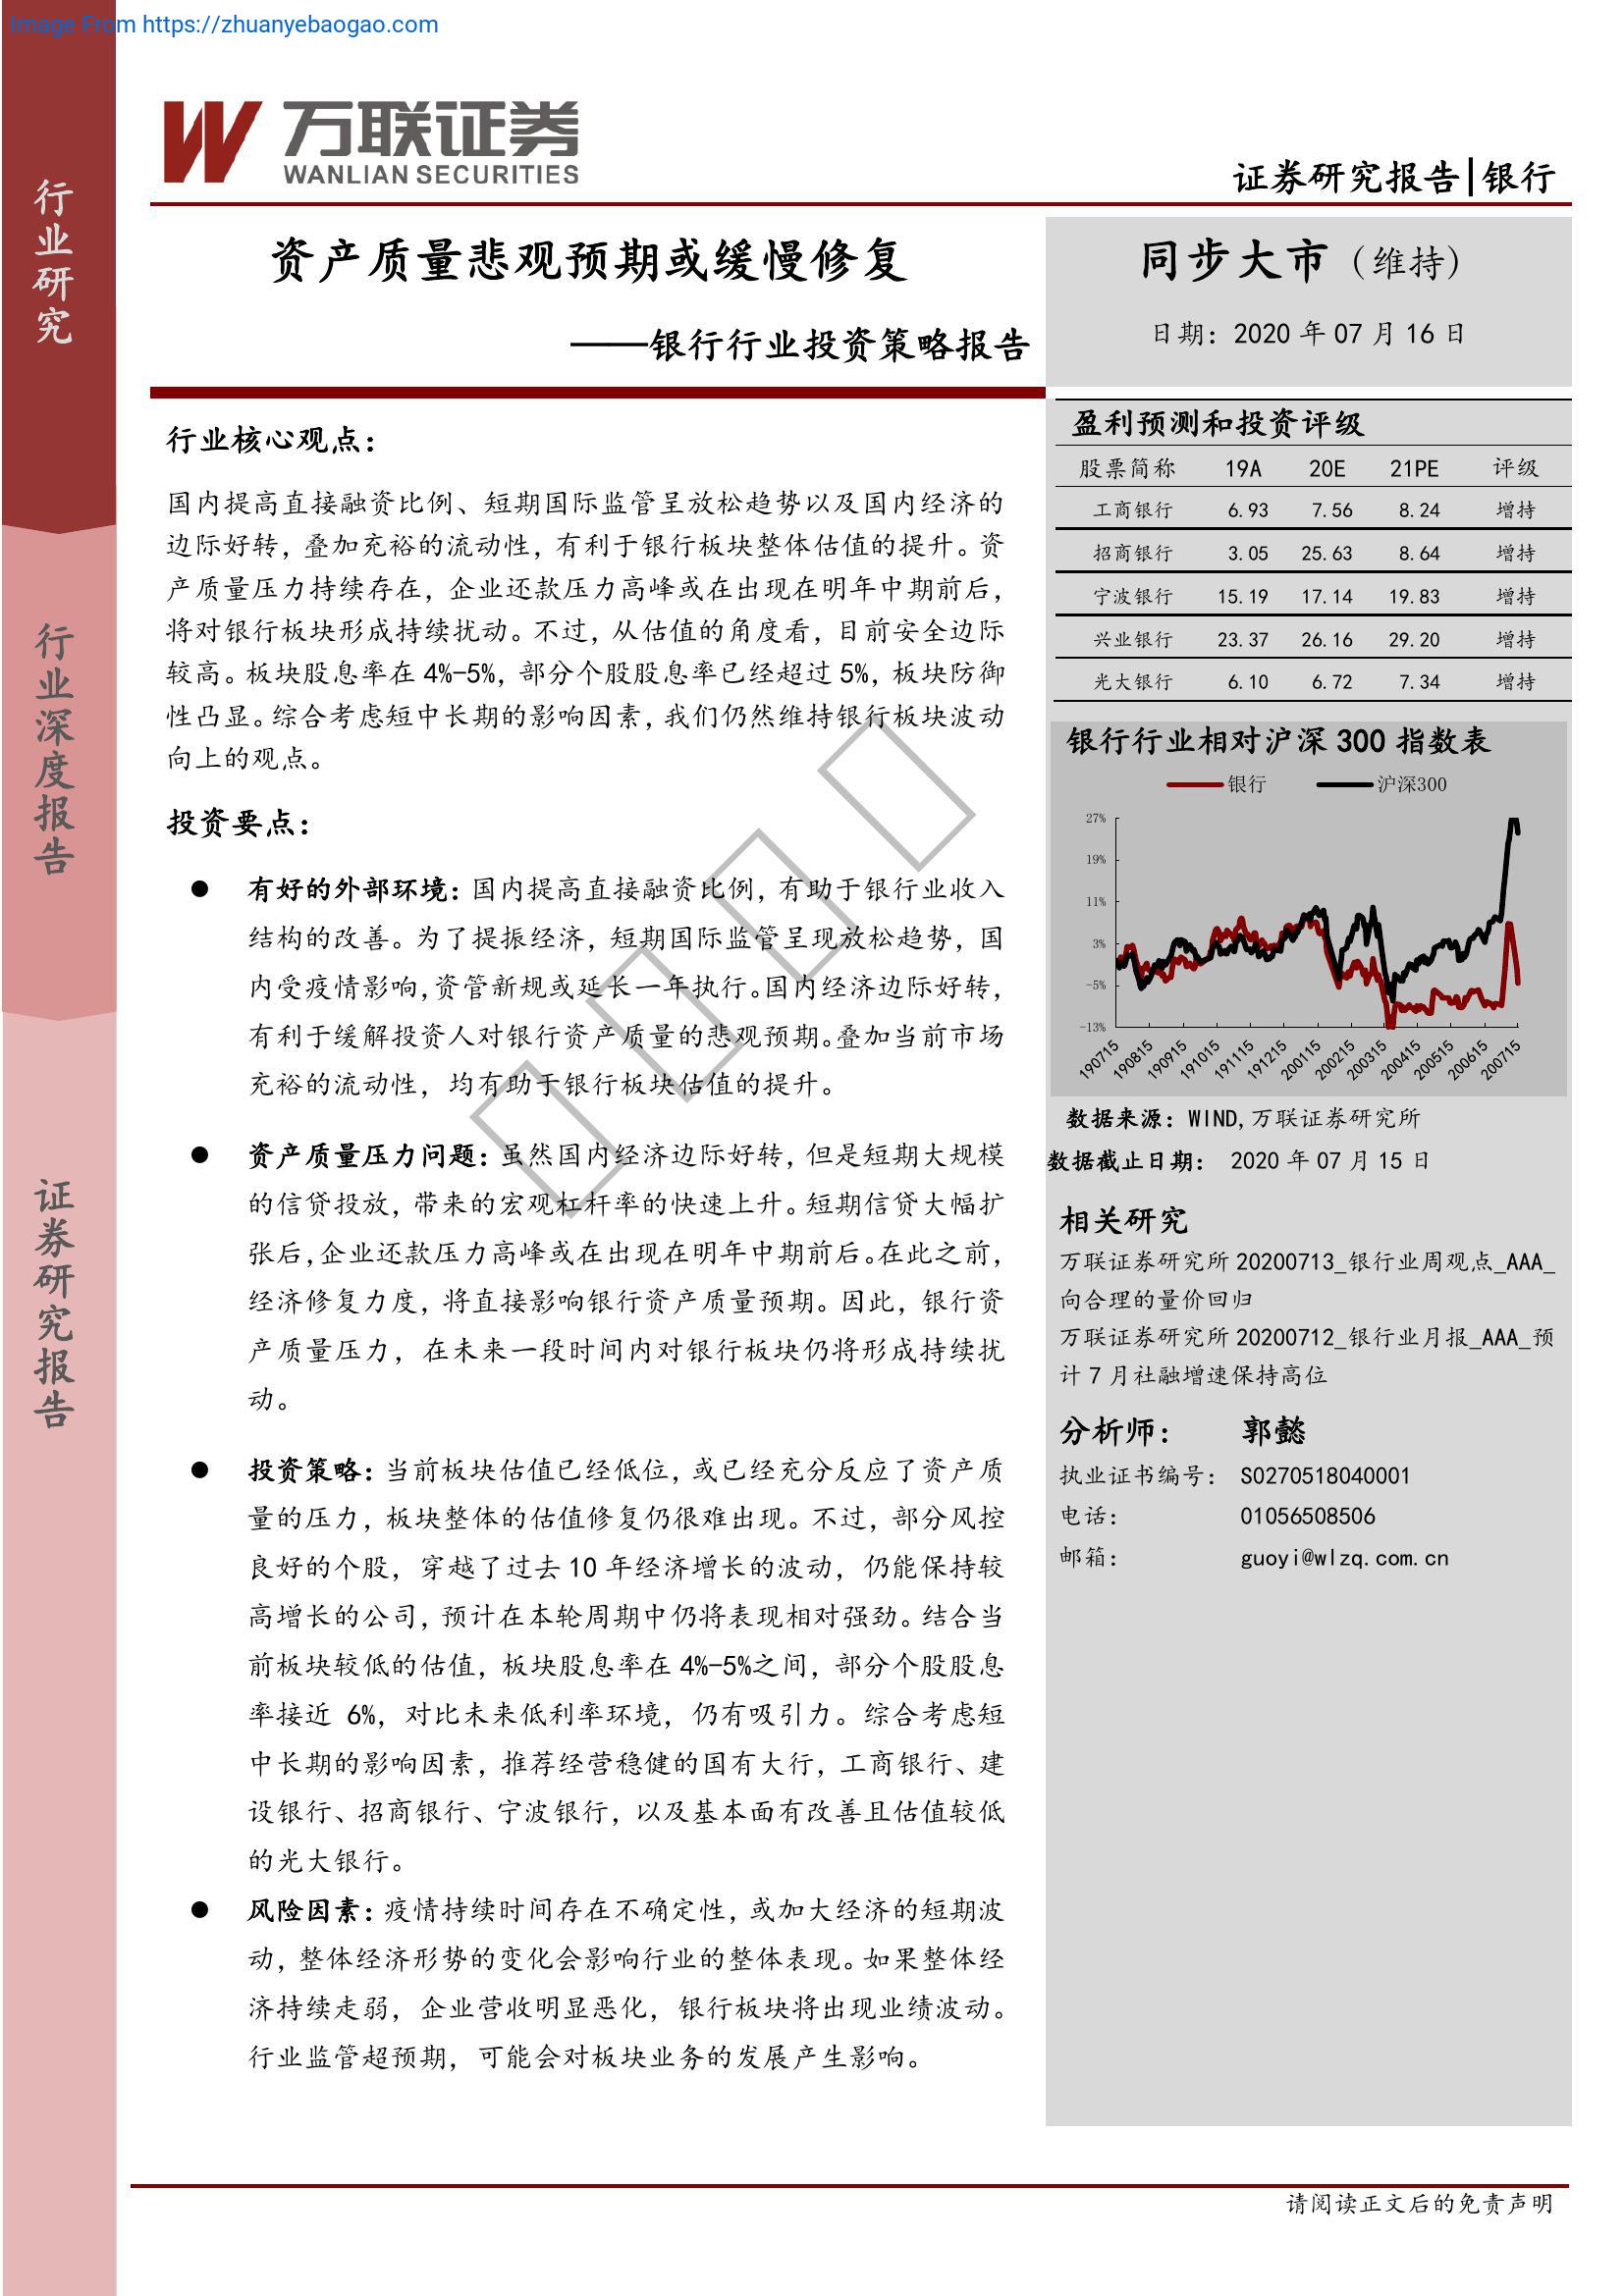 Image From https://zhuanyebaogao.com
万联证券
WANLIAN SECURITIES
证券研究报告|银行
行业研究
行业深度报告
证券研究报告
资产质量悲观预期或缓慢修复
——银行行业投资策略报告
同步大市（维持）
日期：2020 年 07 月 16 日
行业核心观点：
国内提高直接融资比例、短期国际监管呈放松趋势以及国内经济的
边际好转，叠加充裕的流动性，有利于银行板块整体估值的提升。资
产质量压力持续存在，企业还款压力高峰或在出现在明年中期前后，
将对银行板块形成持续扰动。不过，从估值的角度看，目前安全边际
较高。板块股息率在 4%-5%，部分个股股息率已经超过 5%，板块防御
性凸显。综合考虑短中长期的影响因素，我们仍然维持银行板块波动
向上的观点。
投资要点：
● 有好的外部环境：国内提高直接融资比例，有助于银行业收入
结构的改善。为了提振经济，短期国际监管呈现放松趋势，国
内受疫情影响，资管新规或延长一年执行。国内经济边际好转，
有利于缓解投资人对银行资产质量的悲观预期。叠加当前市场
充裕的流动性，均有助于银行板块估值的提升。
● 资产质量压力问题：虽然国内经济边际好转，但是短期大规模
的信贷投放，带来的宏观杠杆率的快速上升。短期信贷大幅扩
张后，企业还款压力高峰或在出现在明年中期前后。在此之前，
经济修复力度，将直接影响银行资产质量预期。因此，银行资
产质量压力，在未来一段时间内对银行板块仍将形成持续扰
动。
● 投资策略：当前板块估值已经低位，或已经充分反应了资产质
量的压力，板块整体的估值修复仍很难出现。不过，部分风控
良好的个股，穿越了过去 10 年经济增长的波动，仍能保持较
高增长的公司，预计在本轮周期中仍将表现相对强劲。结合当
前板块较低的估值，板块股息率在 4%-5%之间，部分个股股息
率接近 6%，对比未来低利率环境，仍有吸引力。综合考虑短
中长期的影响因素，推荐经营稳健的国有大行，工商银行、建
设银行、招商银行、宁波银行，以及基本面有改善且估值较低
的光大银行。
● 风险因素：疫情持续时间存在不确定性，或加大经济的短期波
动，整体经济形势的变化会影响行业的整体表现。如果整体经
济持续走弱，企业营收明显恶化，银行板块将出现业绩波动。
行业监管超预期，可能会对板块业务的发展产生影响。
盈利预测和投资评级
股票简称 19A 20E 21PE 评级
工商银行 6.93 7.56 8.24 增持
招商银行 3.05 25.63 8.64 增持
宁波银行 15.19 17.14 19.83 增持
兴业银行 23.37 26.16 29.20 增持
光大银行 6.10 6.72 7.34 增持
银行行业相对沪深 300 指数表
银行 沪深300
27%
19%
11%
3%
-5%
-13%
190715 190815 190915 191015 191115 191215 200115 200215 200315 200415 200515 200615 200715
数据来源：WIND,万联证券研究所
数据截止日期： 2020 年 07 月 15 日
相关研究
万联证券研究所 20200713_银行业周观点_AAA_
向合理的量价回归
万联证券研究所 20200712_银行业月报_AAA_预
计 7 月社融增速保持高位
分析师： 郭懿
执业证书编号： S0270518040001
电话： 01056508506
邮箱： guoyi@wlzq.com.cn
请阅读正文后的免责声明